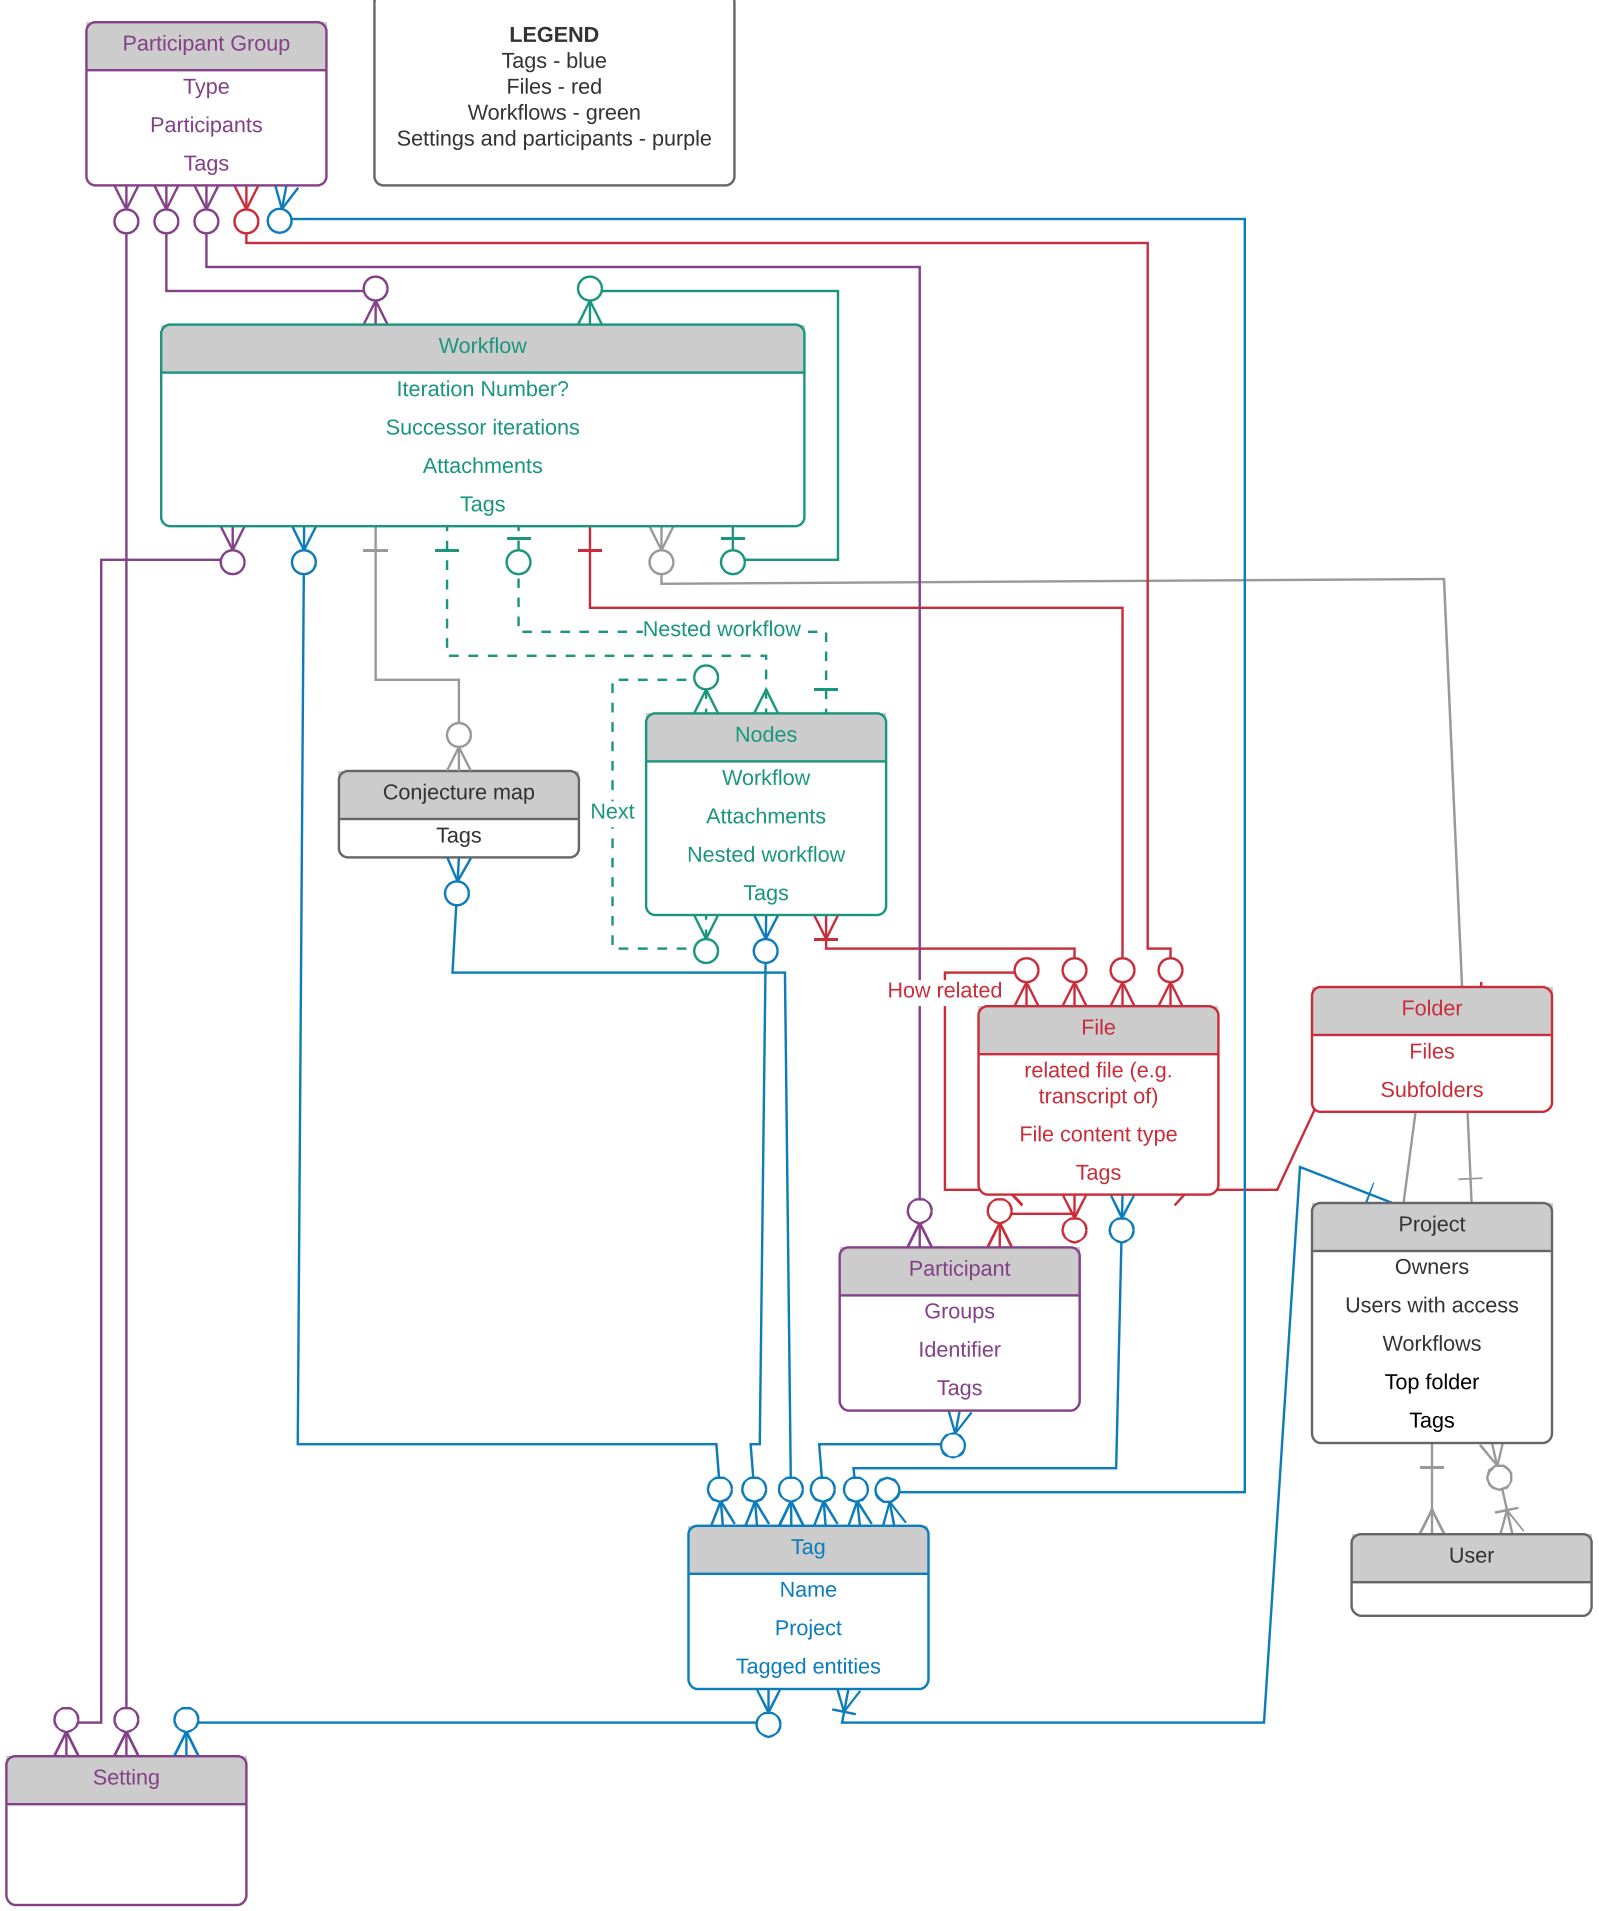 Participant Group
Type
Participants
Tags
LEGEND
Tags - blue
Files - red
Workflows - green
Settings and participants - purple
Workflow
Iteration Number?
Successor iterations
Attachments
Tags
Nested workflow
Nodes
Workflow
Attachments
Nested workflow
Tags
Conjecture map
Tags
Next
How related
File
related file (e.g.
transcript of)
File content type
Tags
Folder
Files
Subfolders
Project
Owners
Users with access
Workflows
Top folder
Tags
Participant
Groups
Identifier
Tags
Tag
Name
Project
Tagged entities
User
Setting